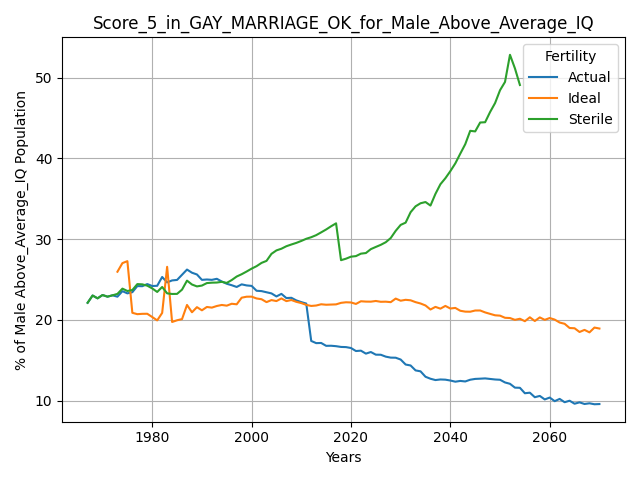 Score_5_in_GAY_MARRIAGE_OK_for_Male_Above_Average_IQ
% of Male Above_Average_IQ Population
50
40
30
20
10
Fertility
Actual
Ideal
Sterile
1980
2000
2020
2040
2060
Years